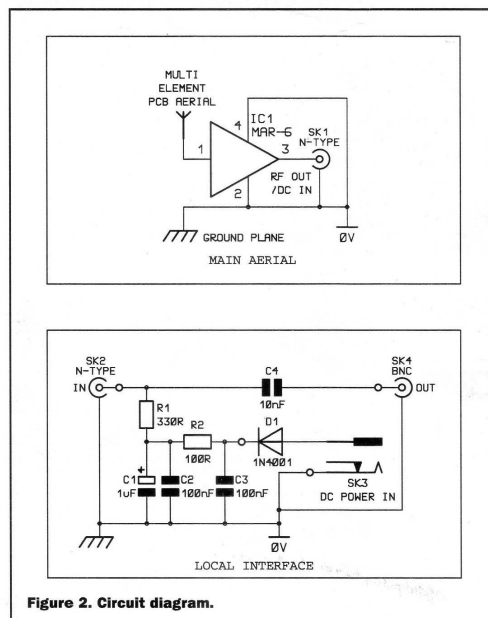 MULTI
ELEMENT
PCB AERIAL
IC1
MAR-6
4
1
3
2
SK1
N-TYPE
RF OUT
/DC IN
GROUND PLANE
0V
MAIN AERIAL
SK2
N-TYPE
IN
C4
10nF
SK4
BNC
OUT
R1
330R
R2
100R
D1
1N4001
+
C1
1uF
C2
100nF
C3
100nF
SK3
DC POWER IN
0V
LOCAL INTERFACE
Figure 2. Circuit diagram.